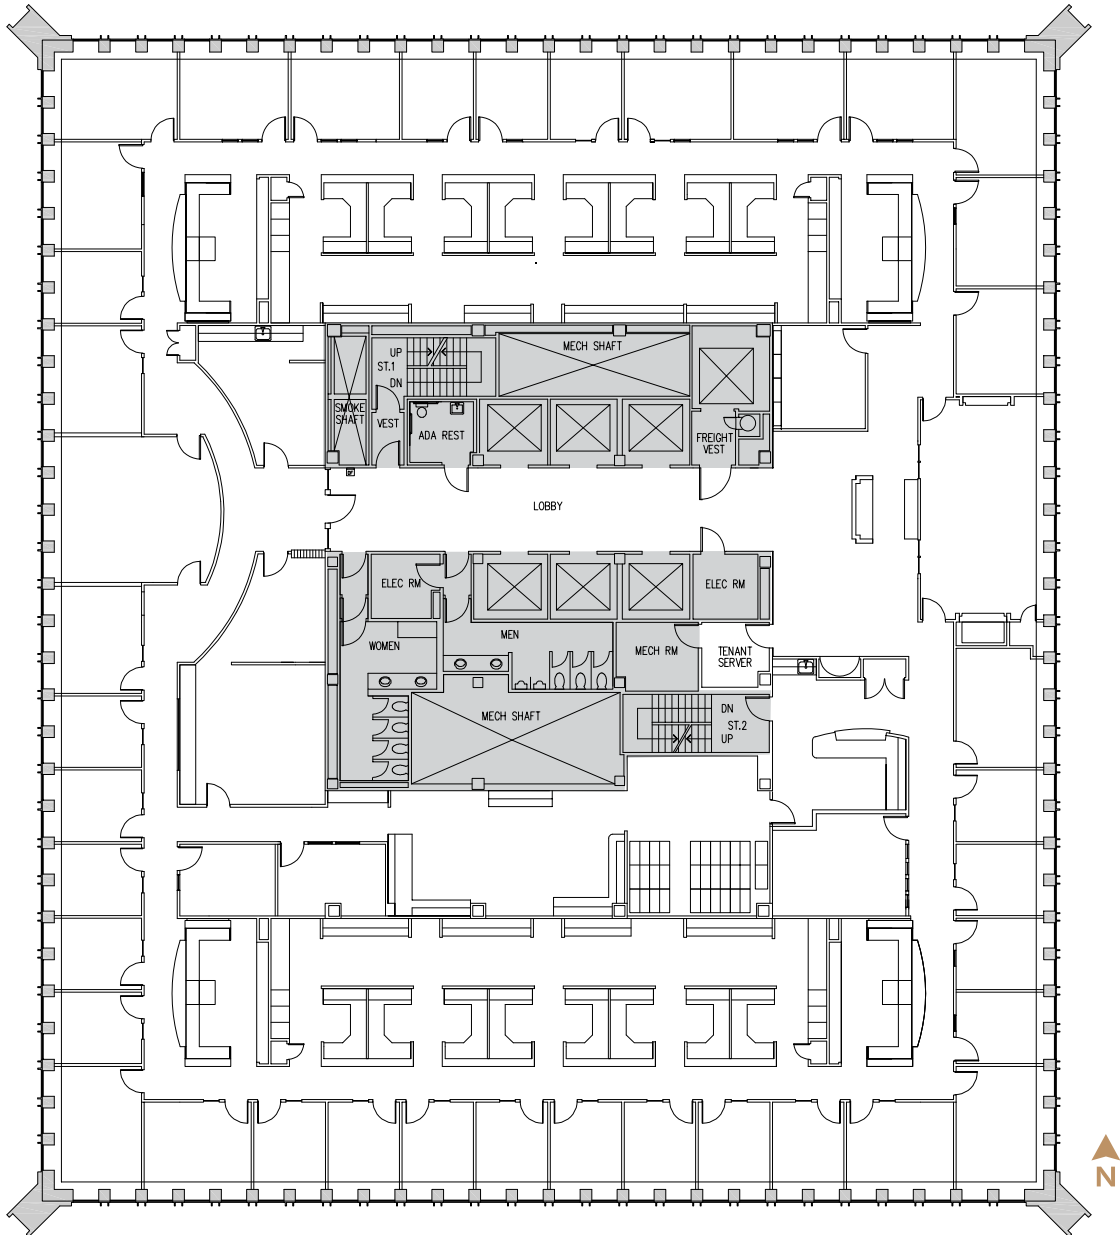 MECH SHAFT
UP
ST.1
DN
SMOKE
SHAFT
VEST
ADA REST
FREIGHT
VEST
LOBBY
ELEC RM
ELEC RM
MEN
WOMEN
MECH RM
TENANT
SERVER
MECH SHAFT
DN
ST.2
UP
N